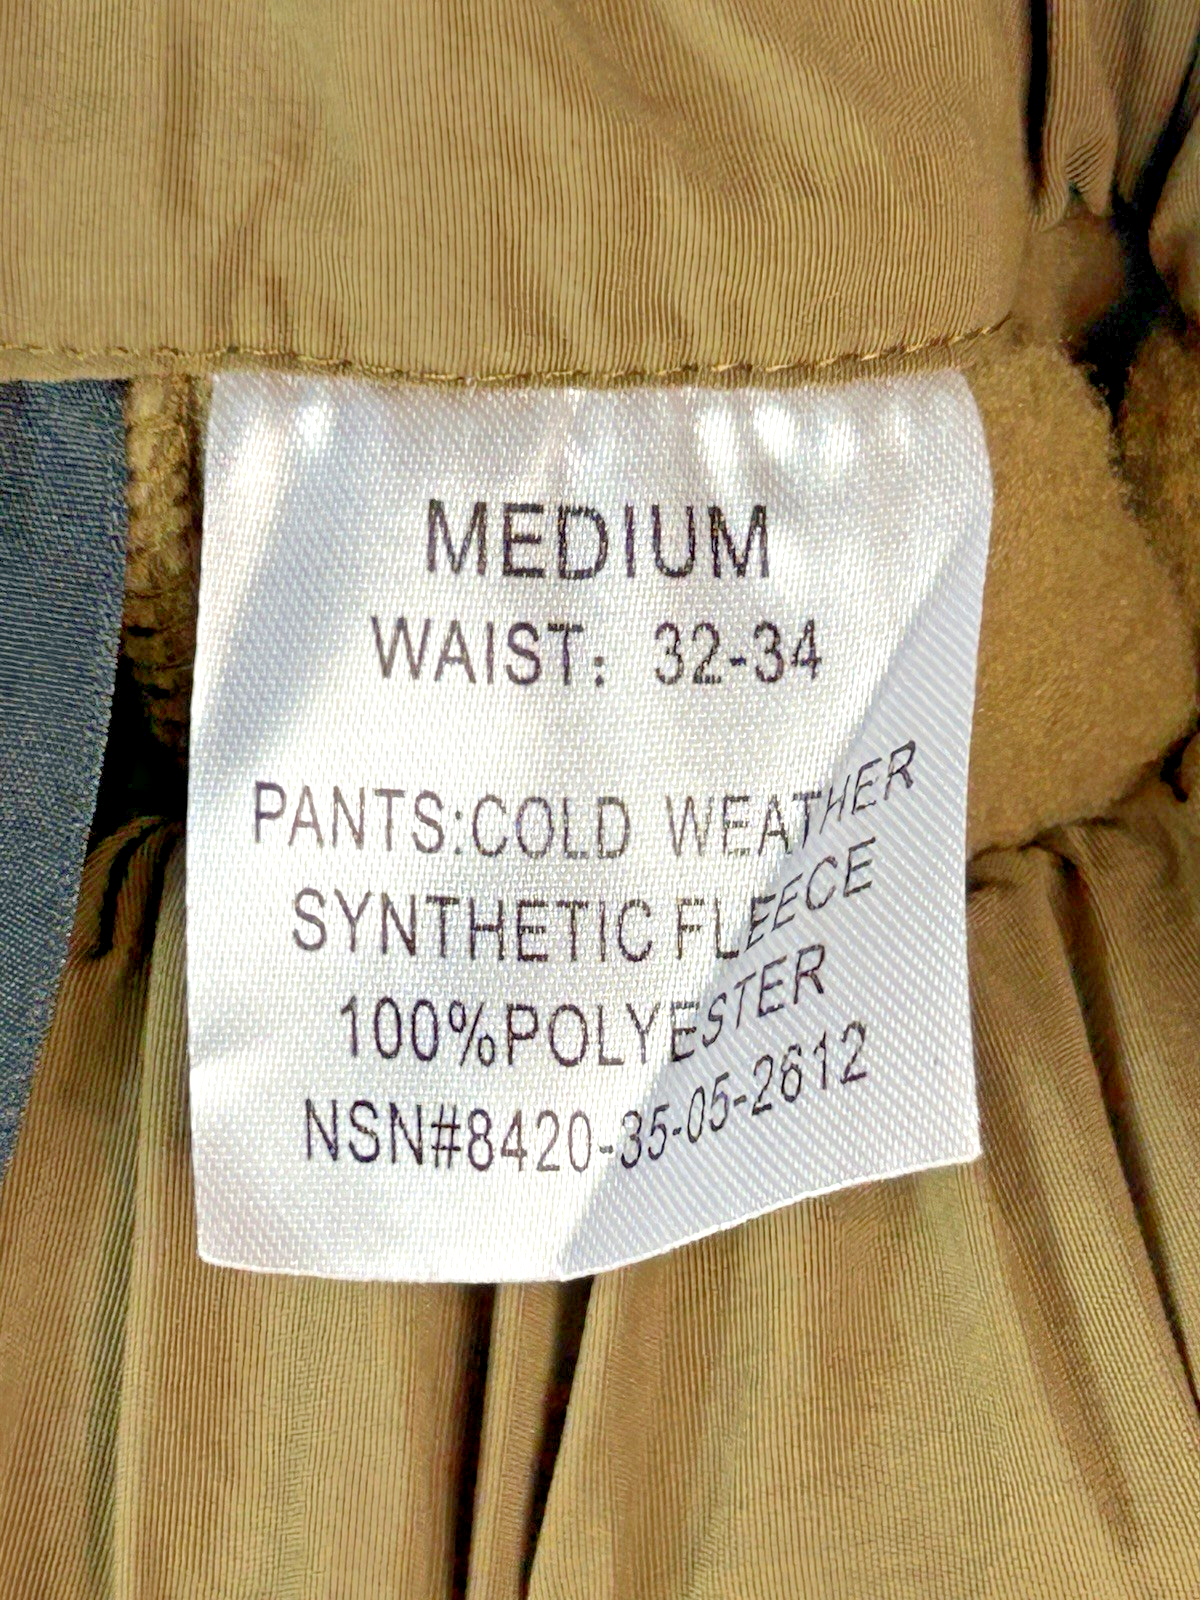 MEDIUM
WAIST: 32-34
PANTS:COLD WEATHER
SYNTHETIC FLEECE
100%POLYESTER
NSN#8420-35-05-2612